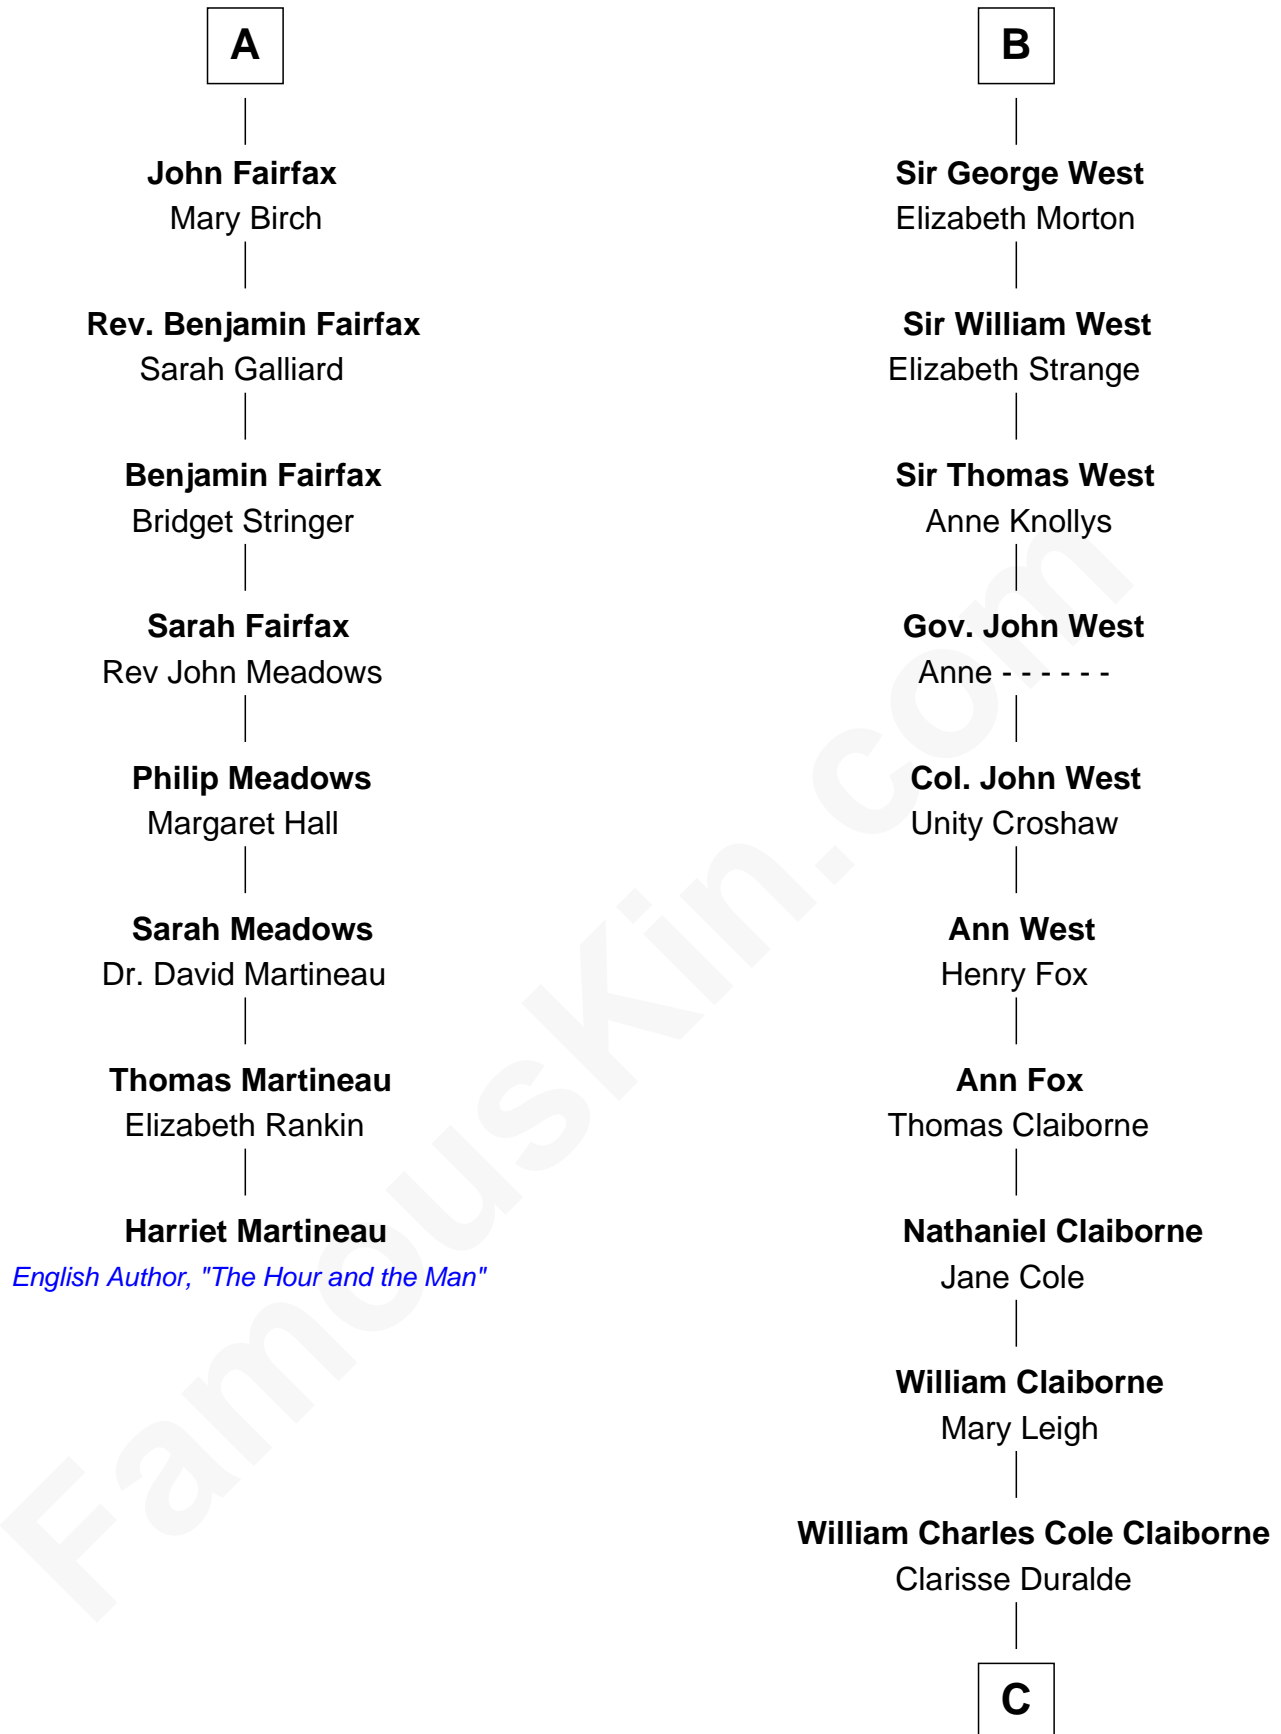 A
John Fairfax
Mary Birch
Rev. Benjamin Fairfax
Sarah Galliard
Benjamin Fairfax
Bridget Stringer
Sarah Fairfax
Rev John Meadows
Philip Meadows
Margaret Hall
Sarah Meadows
Dr. David Martineau
Thomas Martineau
Elizabeth Rankin
Harriet Martineau
English Author, "The Hour and the Man"
B
Sir George West
Elizabeth Morton
Sir William West
Elizabeth Strange
Sir Thomas West
Anne Knollys
Gov. John West
Anne - - - - - -
Col. John West
Unity Croshaw
Ann West
Henry Fox
Ann Fox
Thomas Claiborne
Nathaniel Claiborne
Jane Cole
William Claiborne
Mary Leigh
William Charles Cole Claiborne
Clarisse Duralde
C
FamousKin.com